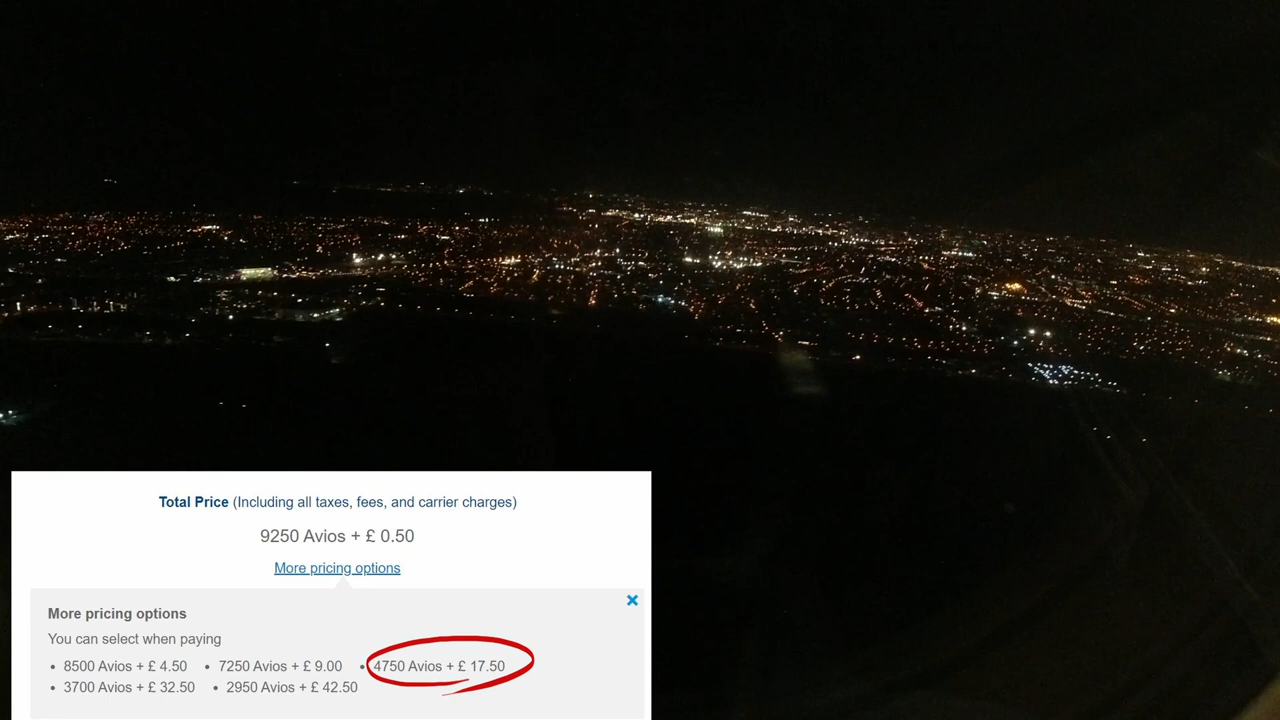 Total Price (Including all taxes, fees, and carrier charges)
9250 Avios + £ 0.50
More pricing options
More pricing options
You can select when paying
• 8500 Avios + £ 4.50 • 7250 Avios + £ 9.00 • 4750 Avios + £ 17.50
• 3700 Avios + £ 32.50 • 2950 Avios + £ 42.50